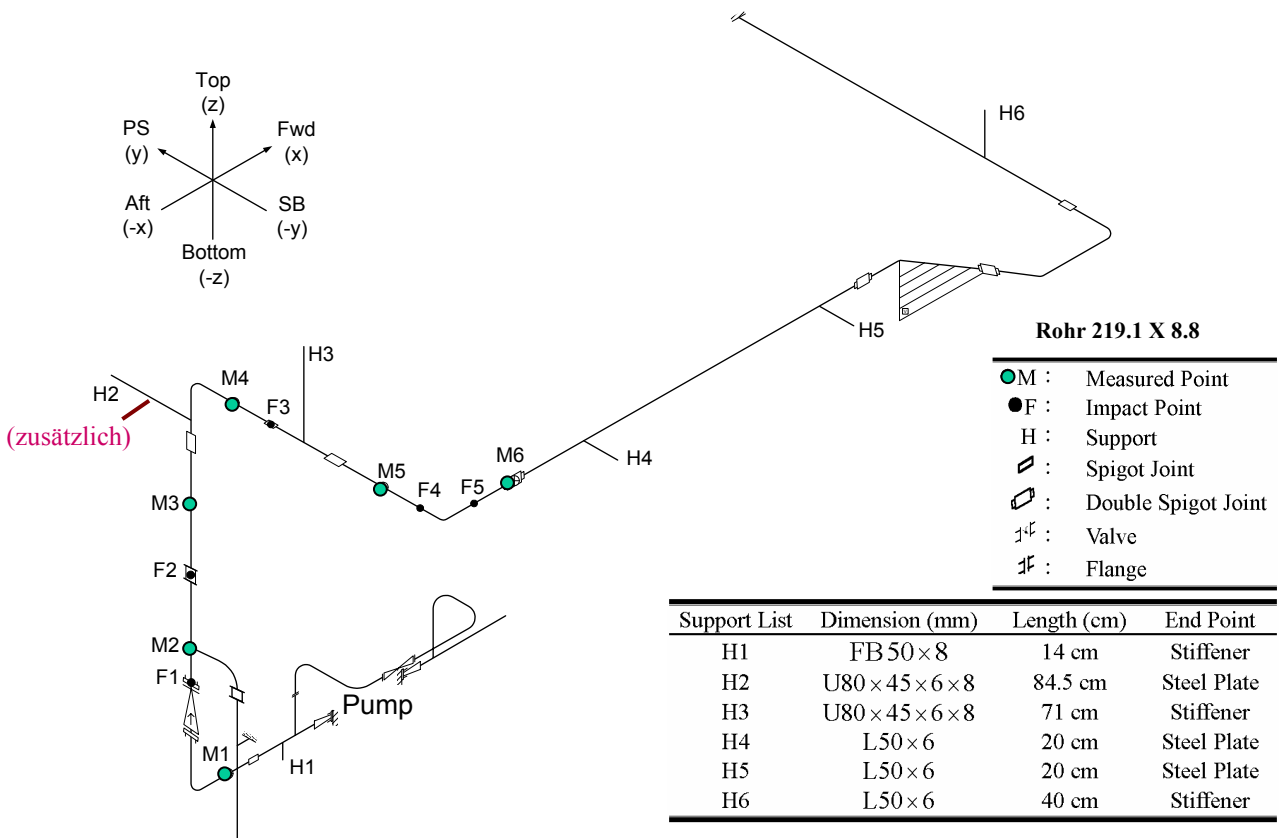 Top
(z)
PS
(y)
Fwd
(x)
Aft
(-x)
SB
(-y)
Bottom
(-z)
H6
H5
H3
H2
M4
F3
(zusätzlich)
M5
F4
F5
M6
H4
M3
F2
M2
F1
Pump
M1
H1
Rohr 219.1 X 8.8
M : Measured Point
F : Impact Point
H : Support
: Spigot Joint
: Double Spigot Joint
: Valve
: Flange
Support List Dimension (mm) Length (cm) End Point
H1 FB 50×8 14 cm Stiffener
H2 U80×45×6×8 84.5 cm Steel Plate
H3 U80×45×6×8 71 cm Stiffener
H4 L50×6 20 cm Steel Plate
H5 L50×6 20 cm Steel Plate
H6 L50×6 40 cm Stiffener